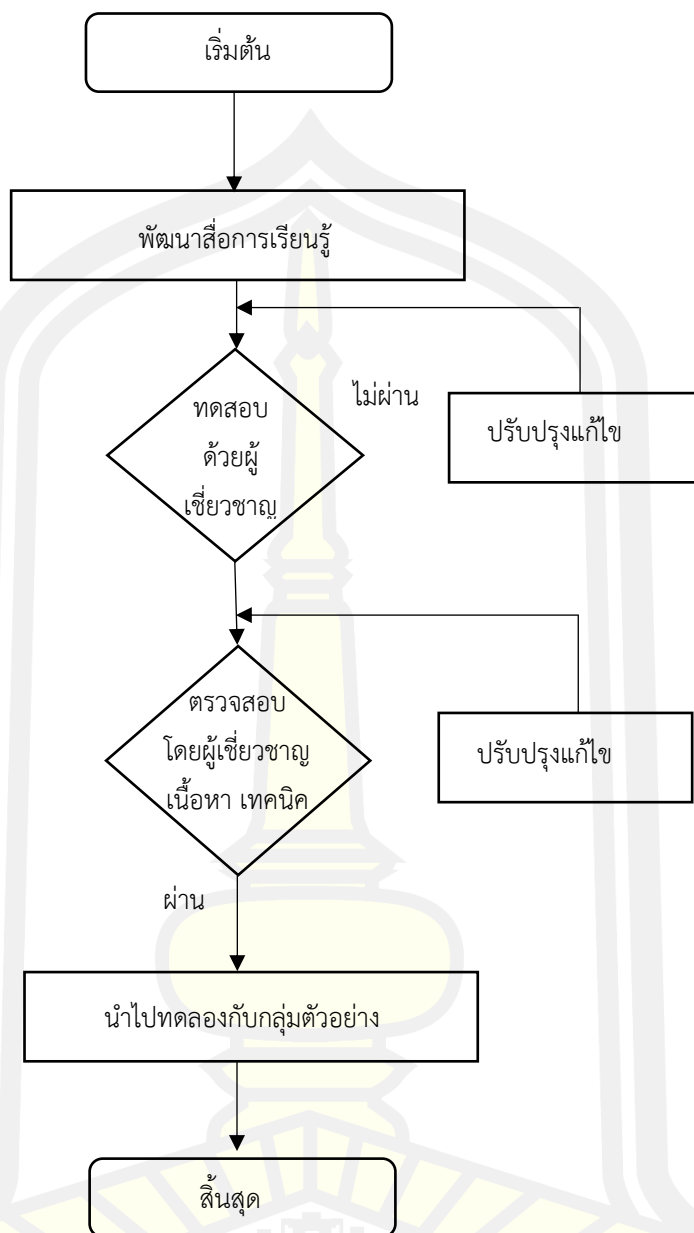 เริ่มต้น
พัฒนาสื่อการเรียนรู้
ไม่ผ่าน
ทดสอบ
ด้วยผู้
เชี่ยวชาญ
ปรับปรุงแก้ไข
ตรวจสอบ
โดยผู้เชี่ยวชาญ
เนื้อหา เทคนิค
ปรับปรุงแก้ไข
ผ่าน
นำไปทดลองกับกลุ่มตัวอย่าง
สิ้นสุด